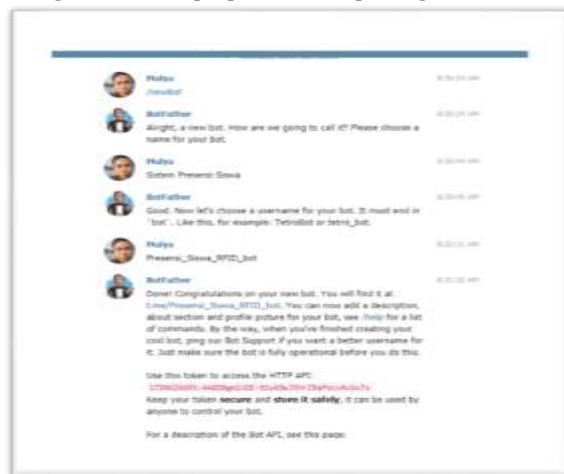 Mulya
/newbot
BotFather
Alright, a new bot. How are we going to call it? Please choose a
name for your bot.
Mulya
Sistem Presensi Siswa
BotFather
Good. Now let's choose a username for your bot. It must end in
`bot`. Like this, for example: TetrisBot or tetris_bot.
Mulya
Presensi_Siswa_RFID_bot
BotFather
Done! Congratulations on your new bot. You will find it at
t.me/Presensi_Siswa_RFID_bot. You can now add a description,
about section and profile picture for your bot, see /help for a list
of commands. By the way, when you've finished creating your
cool bot, ping our Bot Support if you want a better username for
it. Just make sure the bot is fully operational before you do this.
Use this token to access the HTTP API:
Keep your token secure and store it safely, it can be used by
anyone to control your bot.
For a description of the Bot API, see this page: